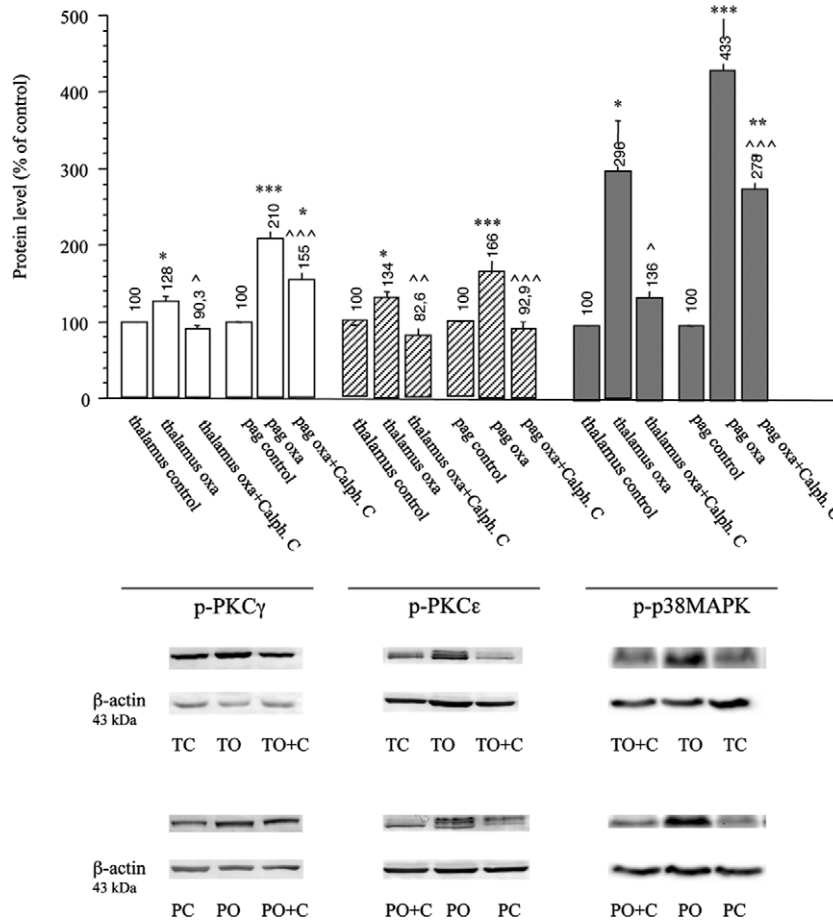 Protein level (% of control)
500
400
300
200
100
0
100
* 128
^ 90,3
100
*** 210
* ^^^ 155
100
* 134
^^ 82,6
100
*** 166
^^^ 92,9
100
* 296
^ 136
100
*** 433
** ^^^ 278
thalamus control
thalamus oxa
thalamus oxa+Calph. C
pag control
pag oxa
pag oxa+Calph. C
thalamus control
thalamus oxa
thalamus oxa+Calph. C
pag control
pag oxa
pag oxa+Calph. C
thalamus control
thalamus oxa
thalamus oxa+Calph. C
pag control
pag oxa
pag oxa+Calph. C
p-PKCγ p-PKCε p-p38MAPK
β-actin
43 kDa
TC TO TO+C TC TO TO+C TO+C TO TC
β-actin
43 kDa
PC PO PO+C PO+C PO PC PO+C PO PC